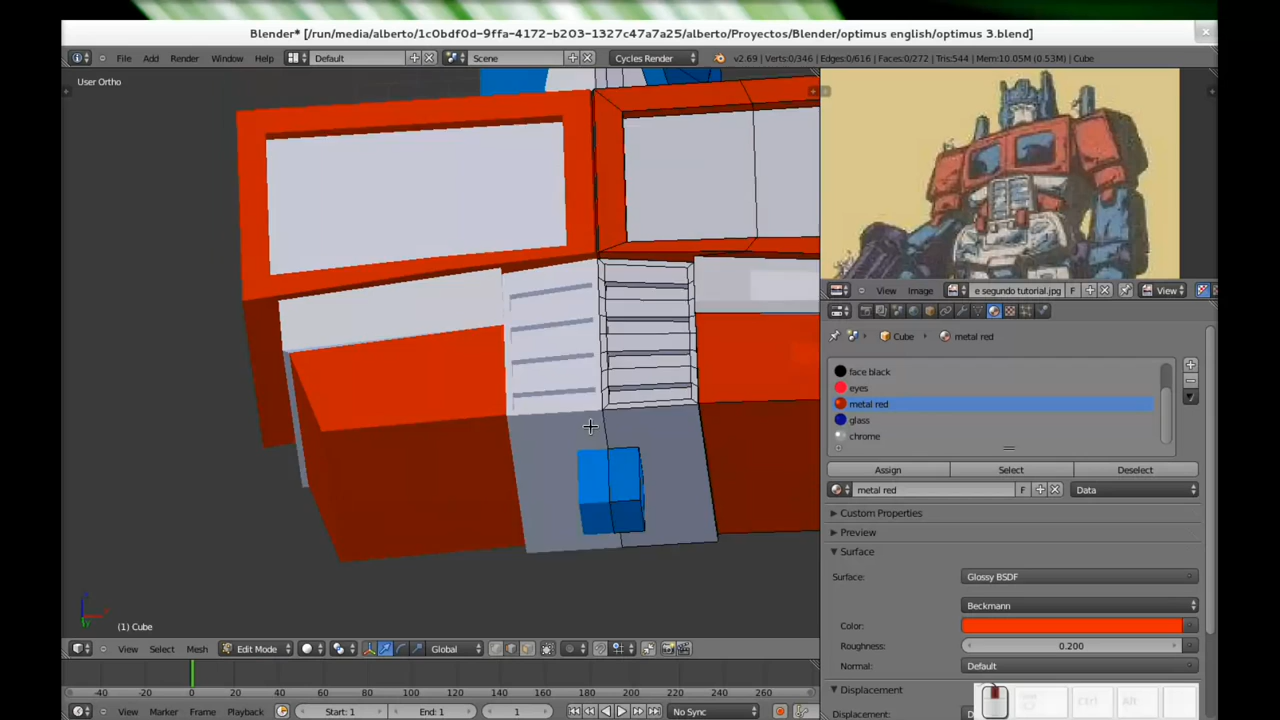 Blender* [/run/media/alberto/1c0bdf0d-9ffa-4172-b203-1327c47a7a25/alberto/Proyectos/Blender/optimus english/optimus 3.blend]
File Add Render Window Help Default Scene Cycles Render v2.69 | Verts:0/346 | Edges:0/616 | Faces:0/272 | Tris:544 | Mem:10.05M (0.53M) | Cube
User Ortho
View Image e segundo tutorial.jpg F View
Cube metal red
face black
eyes
metal red
glass
chrome
Assign Select Deselect
metal red F Data
Custom Properties
Preview
Surface
Surface: Glossy BSDF
Beckmann
Color:
Roughness: 0.200
Normal: Default
Displacement
Displacement:
Ctrl Alt
(1) Cube
View Select Mesh Edit Mode Global
-40 -20 0 20 40 60 80 100 120 140 160 180 200 220 240 260
View Marker Frame Playback Start: 1 End: 1 1 No Sync